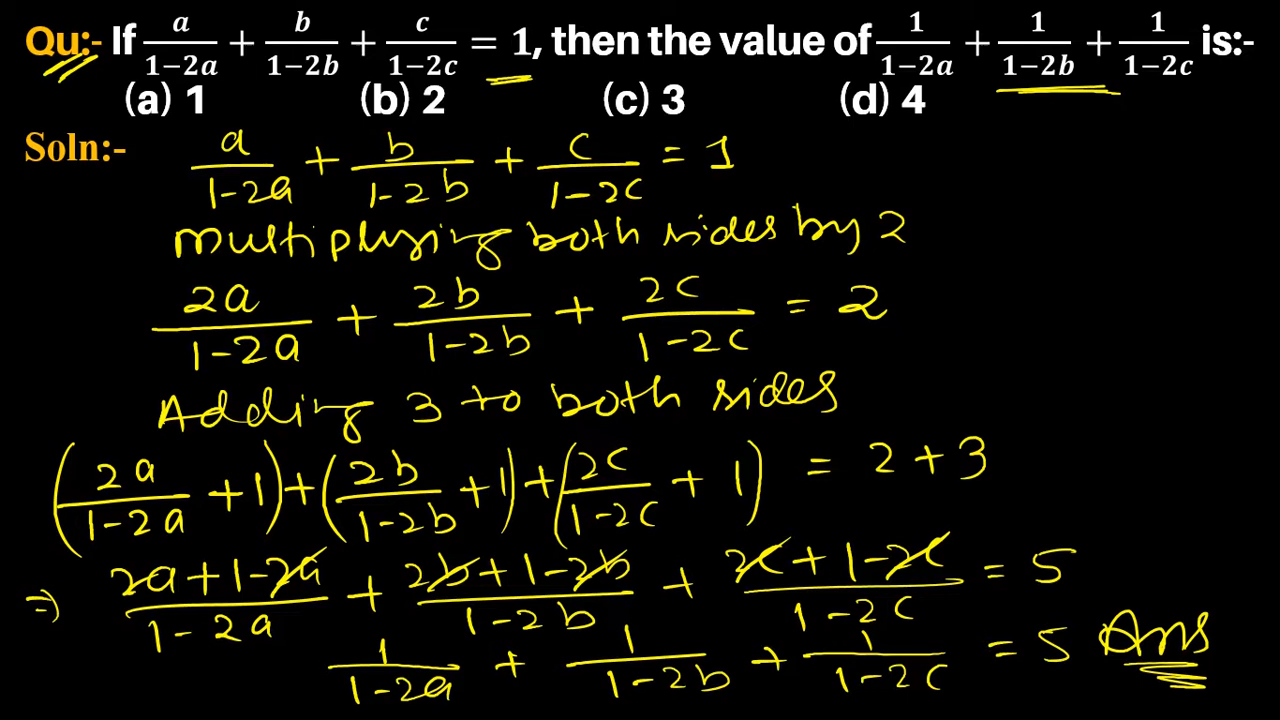 Qu:- If a/(1−2a) + b/(1−2b) + c/(1−2c) = 1, then the value of 1/(1−2a) + 1/(1−2b) + 1/(1−2c) is:-
(a) 1 (b) 2 (c) 3 (d) 4
Soln:- a/(1-2a) + b/(1-2b) + c/(1-2c) = 1
Multiplying both sides by 2
2a/(1-2a) + 2b/(1-2b) + 2c/(1-2c) = 2
Adding 3 to both sides
(2a/(1-2a) + 1) + (2b/(1-2b) + 1) + (2c/(1-2c) + 1) = 2+3
⇒ (2a+1-2a)/(1-2a) + (2b+1-2b)/(1-2b) + (2c+1-2c)/(1-2c) = 5
1/(1-2a) + 1/(1-2b) + 1/(1-2c) = 5 Ans